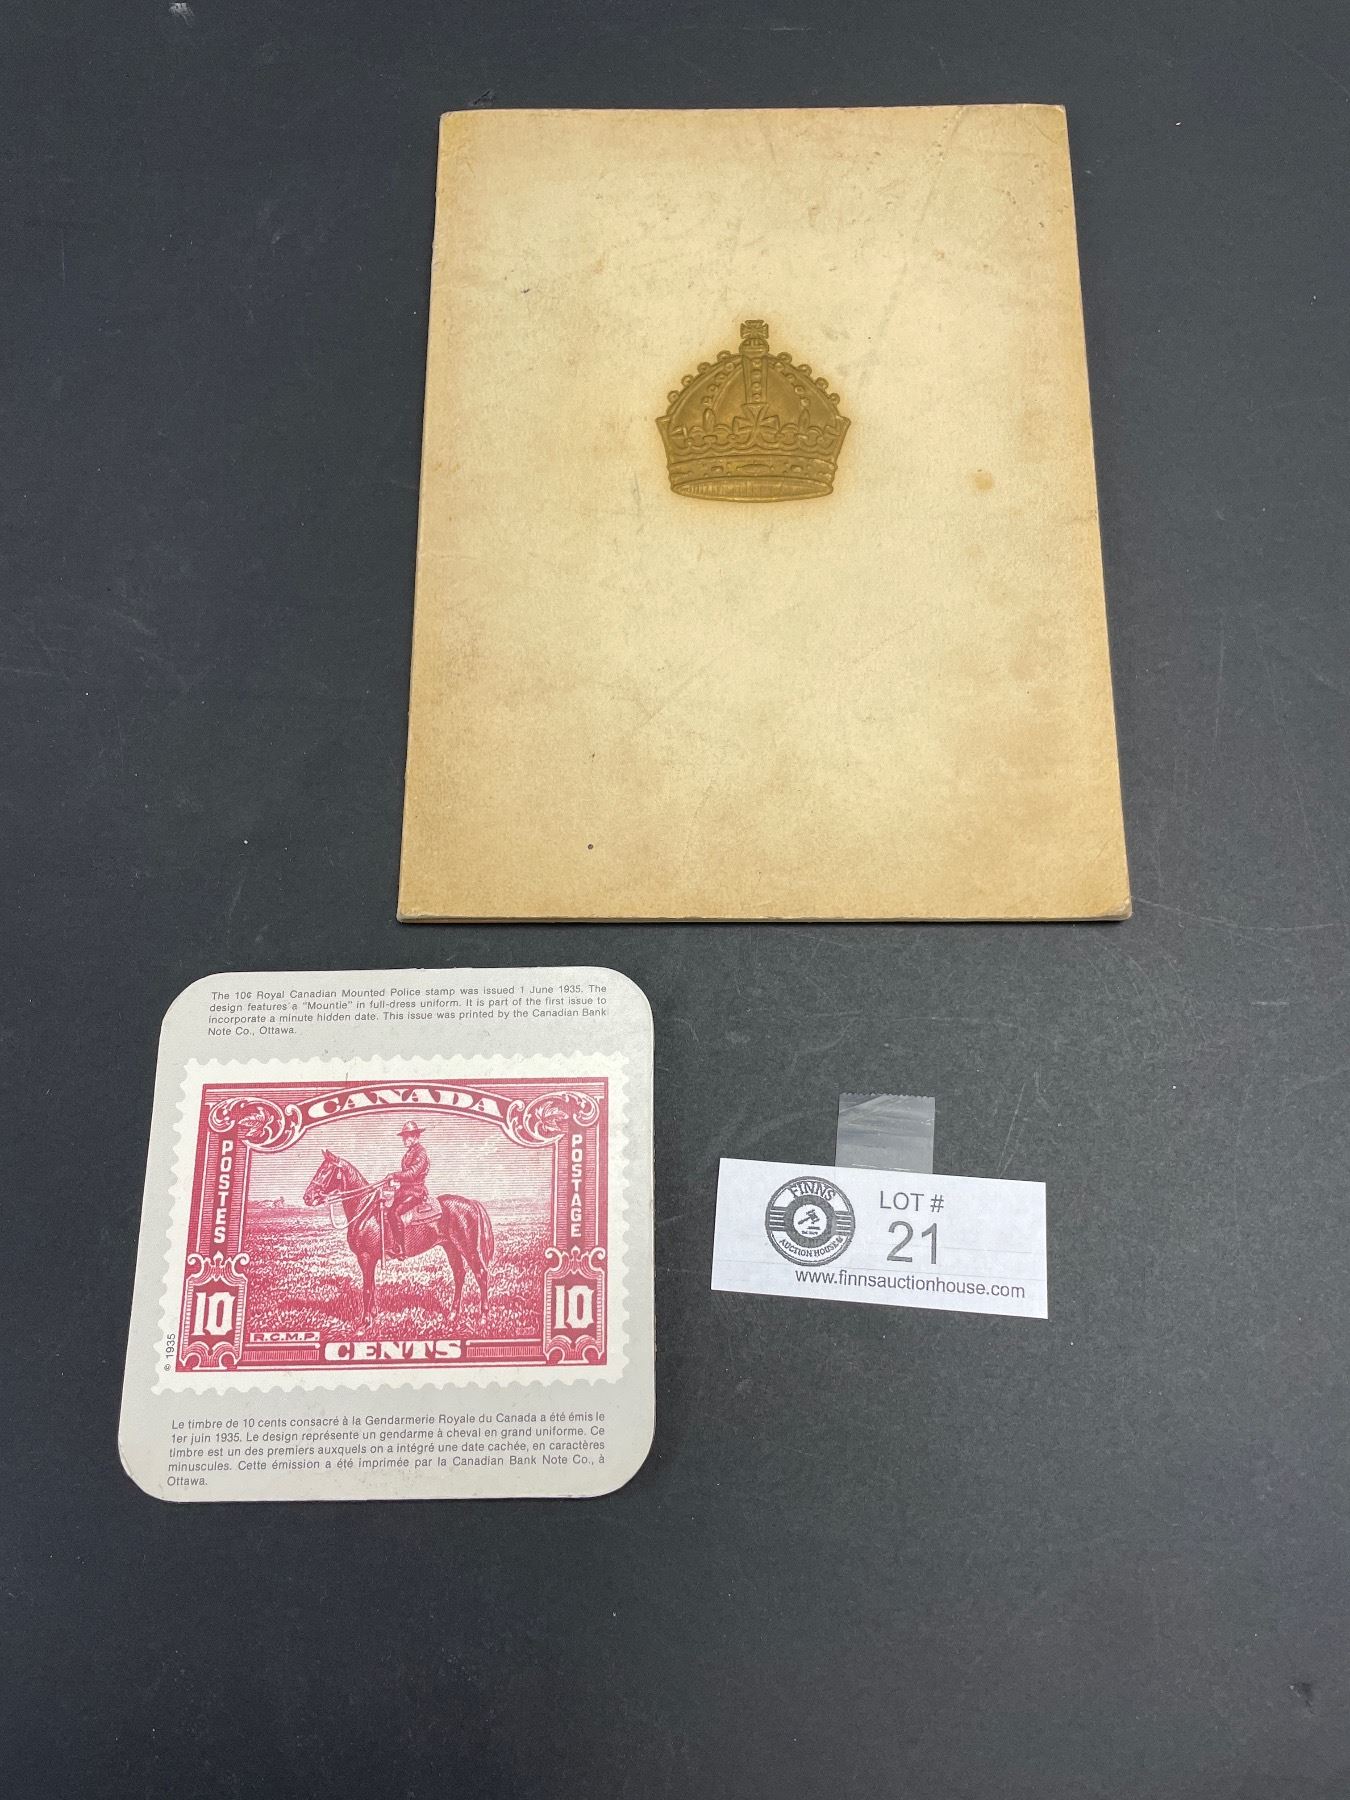 The 10¢ Royal Canadian Mounted Police stamp was issued 1 June 1935. The
design features a "Mountie" in full-dress uniform. It is part of the first issue to
incorporate a minute hidden date. This issue was printed by the Canadian Bank
Note Co., Ottawa.
CANADA
POSTES
POSTAGE
10
10
R.C.M.P.
CENTS
© 1935
Le timbre de 10 cents consacré à la Gendarmerie Royale du Canada a été émis le
1er juin 1935. Le design représente un gendarme à cheval en grand uniforme. Ce
timbre est un des premiers auxquels on a intégré une date cachée, en caractères
minuscules. Cette émission a été imprimée par la Canadian Bank Note Co., à
Ottawa.
FINNS
AUCTION HOUSE
LOT #
21
www.finnsauctionhouse.com